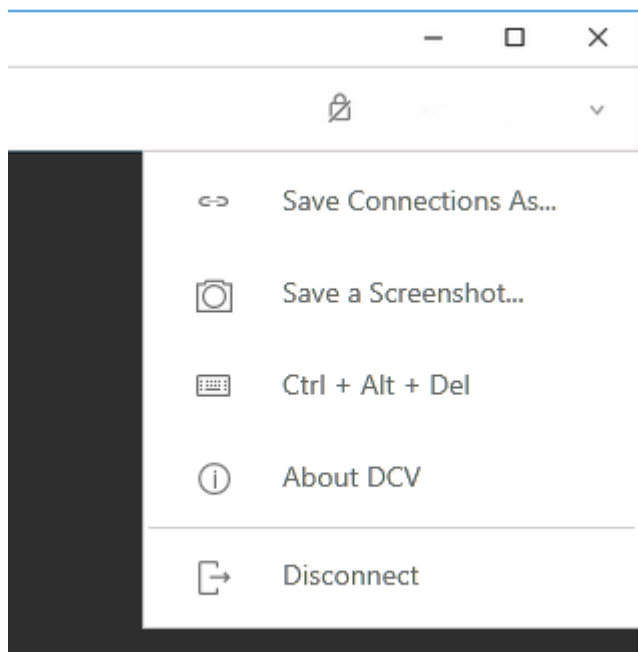 Save Connections As...
Save a Screenshot...
Ctrl + Alt + Del
About DCV
Disconnect